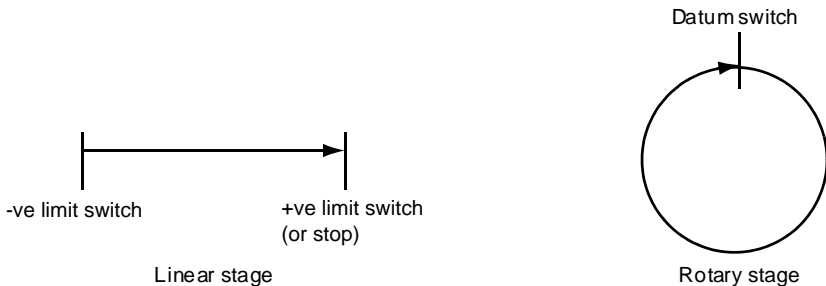 Datum switch
-ve limit switch
+ve limit switch
(or stop)
Linear stage
Rotary stage